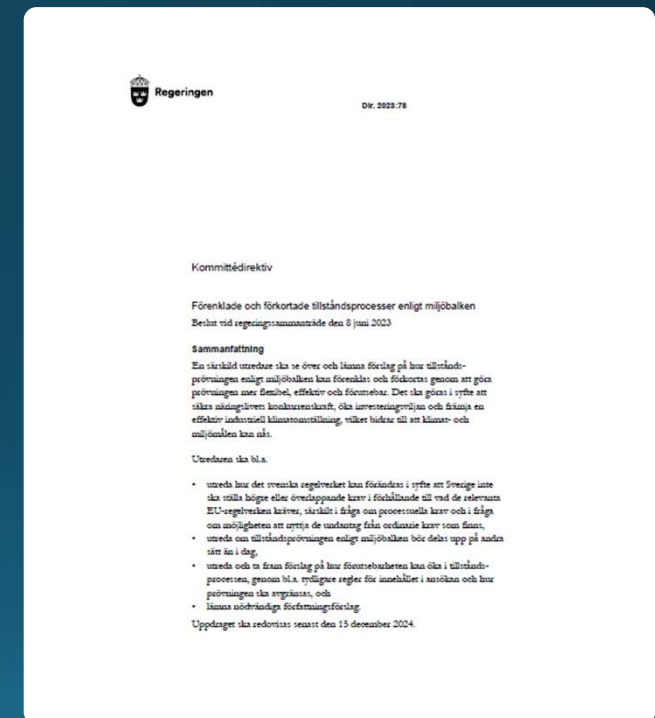 Regeringen
Dir. 2023:78
Kommittédirektiv
Förenklade och förkortade tillståndsprocesser enligt miljöbalken
Beslut vid regeringssammanträde den 8 juni 2023
Sammanfattning
En särskild utredare ska se över och lämna förslag på hur tillstånds-
prövningen enligt miljöbalken kan förenklas och förkortas genom att göra
prövningen mer flexibel, effektiv och förutsebar. Det ska göras i syfte att
säkra näringslivets konkurrenskraft, öka investeringsviljan och främja en
effektiv industriell klimatomställning, vilket bidrar till att klimat- och
miljömålen kan nås.
Utredaren ska bl.a.
• utreda hur det svenska regelverket kan förändras i syfte att Sverige inte
ska ställa högre eller överlappande krav i förhållande till vad de relevanta
EU-regelverken kräver, särskilt i fråga om processuella krav och i fråga
om möjligheten att nyttja de undantag från ordinarie krav som finns,
• utreda om tillståndsprövningen enligt miljöbalken bör delas upp på andra
sätt än i dag,
• utreda och ta fram förslag på hur förutsebarheten kan öka i tillstånds-
processen, genom bl.a. tydligare regler för innehållet i ansökan och hur
prövningen ska avgränsas, och
• lämna nödvändiga författningsförslag.
Uppdraget ska redovisas senast den 15 december 2024.